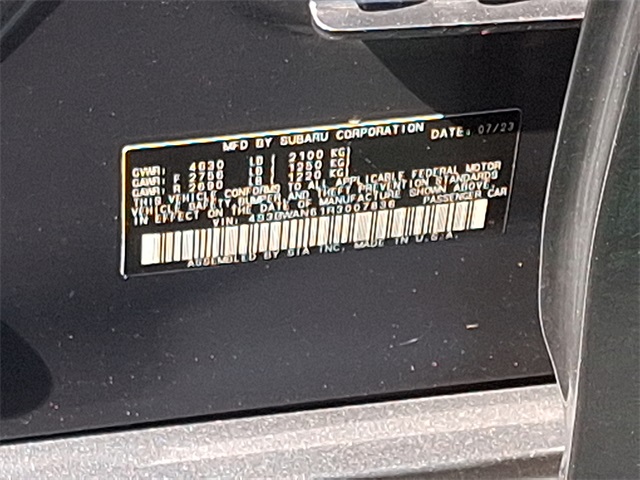 MFD BY SUBARU CORPORATION DATE: 07/23
GVWR: 4630 LB ( 2100 KG)
GAWR: F 2756 LB ( 1250 KG)
GAWR: R 2690 LB ( 1220 KG)
THIS VEHICLE CONFORMS TO ALL APPLICABLE FEDERAL MOTOR
VEHICLE SAFETY, BUMPER AND THEFT PREVENTION STANDARDS
IN EFFECT ON THE DATE OF MANUFACTURE SHOWN ABOVE.
VIN: PASSENGER CAR
ASSEMBLED BY SIA INC. MADE IN U.S.A.